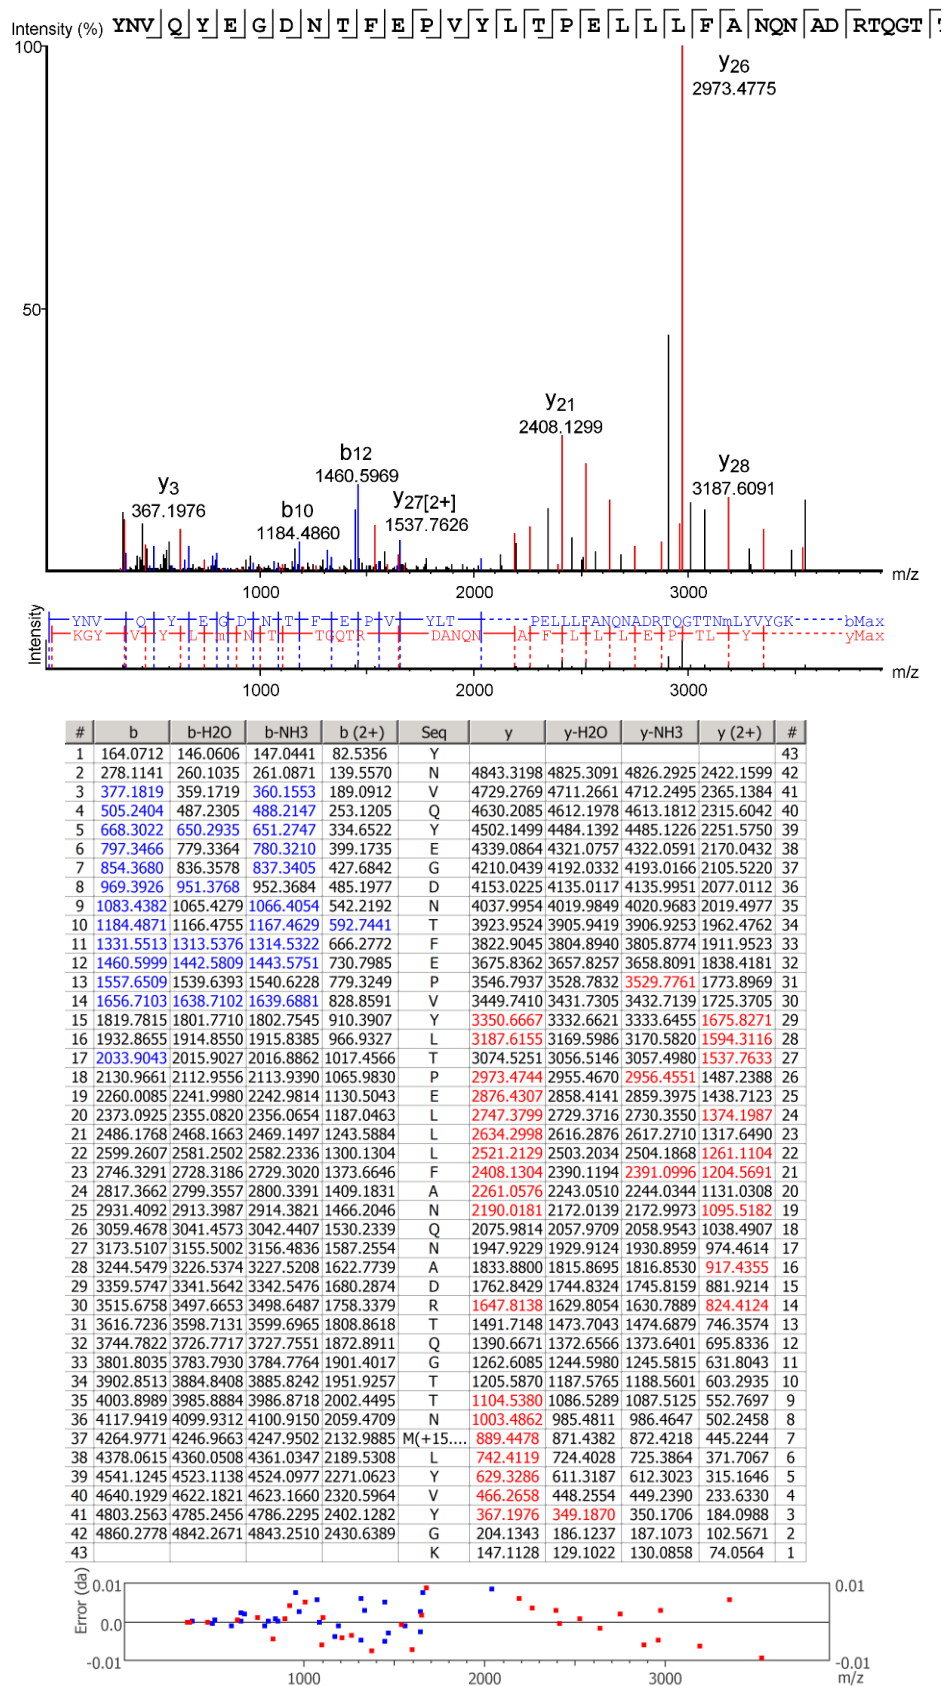 Intensity (%) YNV Q Y E G D N T F E P V Y L T P E L L L F A NQN AD RTQGT
100
y26
2973.4775
50
y21
2408.1299
b12
1460.5969
y28
3187.6091
y3
367.1976
y27[2+]
1537.7626
b10
1184.4860
1000 2000 3000 m/z
Intensity
YNV Q Y E G D N T F E P V YLT PELLLFANQNADRTQGTTNmLYVYGK bMax
KGY V Y L m N T TGQTR DANQN A F L L L E P TL Y yMax
1000 2000 3000 m/z
# b b-H2O b-NH3 b (2+) Seq y y-H2O y-NH3 y (2+) #
1 164.0712 146.0606 147.0441 82.5356 Y 43
2 278.1141 260.1035 261.0871 139.5570 N 4843.3198 4825.3091 4826.2925 2422.1599 42
3 377.1819 359.1719 360.1553 189.0912 V 4729.2769 4711.2661 4712.2495 2365.1384 41
4 505.2404 487.2305 488.2147 253.1205 Q 4630.2085 4612.1978 4613.1812 2315.6042 40
5 668.3022 650.2935 651.2747 334.6522 Y 4502.1499 4484.1392 4485.1226 2251.5750 39
6 797.3466 779.3364 780.3210 399.1735 E 4339.0864 4321.0757 4322.0591 2170.0432 38
7 854.3680 836.3578 837.3405 427.6842 G 4210.0439 4192.0332 4193.0166 2105.5220 37
8 969.3926 951.3768 952.3684 485.1977 D 4153.0225 4135.0117 4135.9951 2077.0112 36
9 1083.4382 1065.4279 1066.4054 542.2192 N 4037.9954 4019.9849 4020.9683 2019.4977 35
10 1184.4871 1166.4755 1167.4629 592.7441 T 3923.9524 3905.9419 3906.9253 1962.4762 34
11 1331.5513 1313.5376 1314.5322 666.2772 F 3822.9045 3804.8940 3805.8774 1911.9523 33
12 1460.5999 1442.5809 1443.5751 730.7985 E 3675.8362 3657.8257 3658.8091 1838.4181 32
13 1557.6509 1539.6393 1540.6228 779.3249 P 3546.7937 3528.7832 3529.7761 1773.8969 31
14 1656.7103 1638.7102 1639.6881 828.8591 V 3449.7410 3431.7305 3432.7139 1725.3705 30
15 1819.7815 1801.7710 1802.7545 910.3907 Y 3350.6667 3332.6621 3333.6455 1675.8271 29
16 1932.8655 1914.8550 1915.8385 966.9327 L 3187.6155 3169.5986 3170.5820 1594.3116 28
17 2033.9043 2015.9027 2016.8862 1017.4566 T 3074.5251 3056.5146 3057.4980 1537.7633 27
18 2130.9661 2112.9556 2113.9390 1065.9830 P 2973.4744 2955.4670 2956.4551 1487.2388 26
19 2260.0085 2241.9980 2242.9814 1130.5043 E 2876.4307 2858.4141 2859.3975 1438.7123 25
20 2373.0925 2355.0820 2356.0654 1187.0463 L 2747.3799 2729.3716 2730.3550 1374.1987 24
21 2486.1768 2468.1663 2469.1497 1243.5884 L 2634.2998 2616.2876 2617.2710 1317.6490 23
22 2599.2607 2581.2502 2582.2336 1300.1304 L 2521.2129 2503.2034 2504.1868 1261.1104 22
23 2746.3291 2728.3186 2729.3020 1373.6646 F 2408.1304 2390.1194 2391.0996 1204.5691 21
24 2817.3662 2799.3557 2800.3391 1409.1831 A 2261.0576 2243.0510 2244.0344 1131.0308 20
25 2931.4092 2913.3987 2914.3821 1466.2046 N 2190.0181 2172.0139 2172.9973 1095.5182 19
26 3059.4678 3041.4573 3042.4407 1530.2339 Q 2075.9814 2057.9709 2058.9543 1038.4907 18
27 3173.5107 3155.5002 3156.4836 1587.2554 N 1947.9229 1929.9124 1930.8959 974.4614 17
28 3244.5479 3226.5374 3227.5208 1622.7739 A 1833.8800 1815.8695 1816.8530 917.4355 16
29 3359.5747 3341.5642 3342.5476 1680.2874 D 1762.8429 1744.8324 1745.8159 881.9214 15
30 3515.6758 3497.6653 3498.6487 1758.3379 R 1647.8138 1629.8054 1630.7889 824.4124 14
31 3616.7236 3598.7131 3599.6965 1808.8618 T 1491.7148 1473.7043 1474.6879 746.3574 13
32 3744.7822 3726.7717 3727.7551 1872.8911 Q 1390.6671 1372.6566 1373.6401 695.8336 12
33 3801.8035 3783.7930 3784.7764 1901.4017 G 1262.6085 1244.5980 1245.5815 631.8043 11
34 3902.8513 3884.8408 3885.8242 1951.9257 T 1205.5870 1187.5765 1188.5601 603.2935 10
35 4003.8989 3985.8884 3986.8718 2002.4495 T 1104.5380 1086.5289 1087.5125 552.7697 9
36 4117.9419 4099.9312 4100.9150 2059.4709 N 1003.4862 985.4811 986.4647 502.2458 8
37 4264.9771 4246.9663 4247.9502 2132.9885 M(+15.... 889.4478 871.4382 872.4218 445.2244 7
38 4378.0615 4360.0508 4361.0347 2189.5308 L 742.4119 724.4028 725.3864 371.7067 6
39 4541.1245 4523.1138 4524.0977 2271.0623 Y 629.3286 611.3187 612.3023 315.1646 5
40 4640.1929 4622.1821 4623.1660 2320.5964 V 466.2658 448.2554 449.2390 233.6330 4
41 4803.2563 4785.2456 4786.2295 2402.1282 Y 367.1976 349.1870 350.1706 184.0988 3
42 4860.2778 4842.2671 4843.2510 2430.6389 G 204.1343 186.1237 187.1073 102.5671 2
43 K 147.1128 129.1022 130.0858 74.0564 1
Error (da)
0.01 0.01
0.0
-0.01 -0.01
1000 2000 3000 m/z